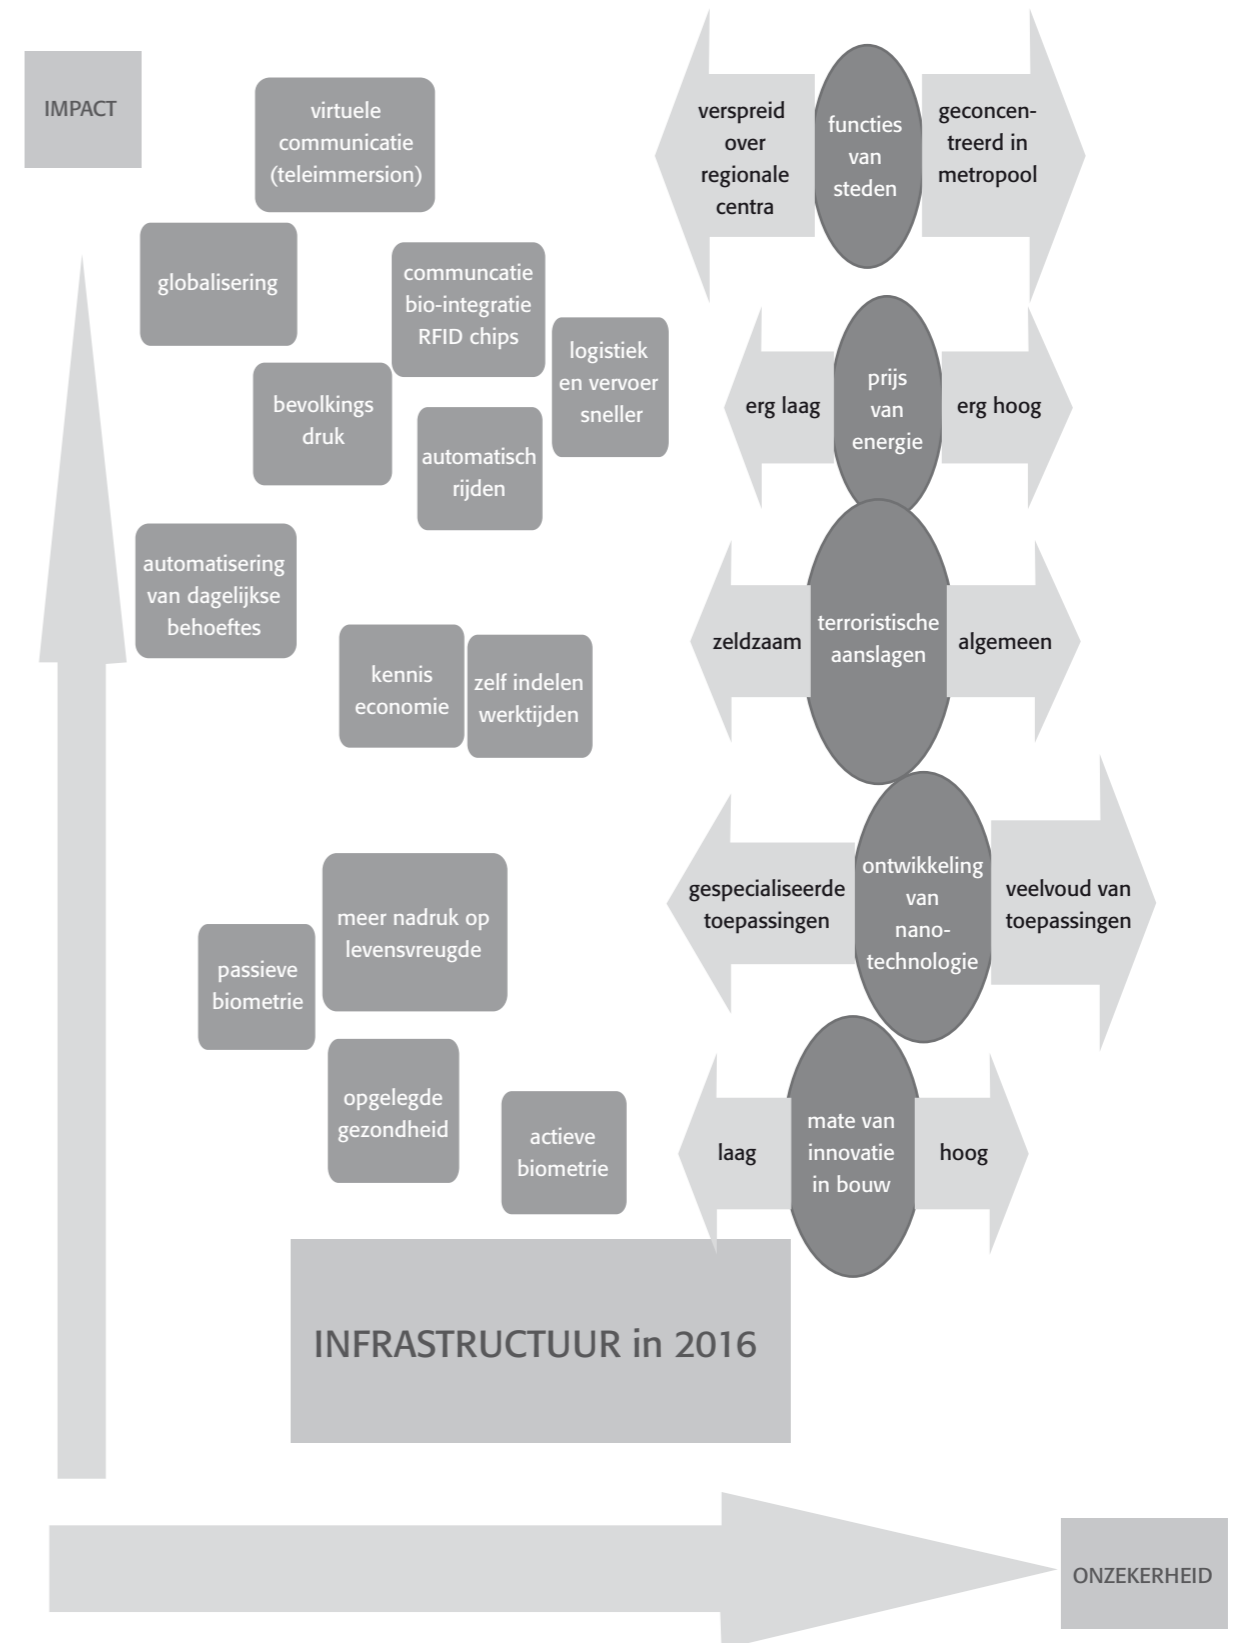 IMPACT
virtuele
communicatie
(teleimmersion)
verspreid
over
regionale
centra
functies
van
steden
geconcen-
treerd in
metropool
globalisering
communcatie
bio-integratie
RFID chips
logistiek
en vervoer
sneller
bevolkings
druk
automatisch
rijden
erg laag
prijs
van
energie
erg hoog
automatisering
van dagelijkse
behoeftes
zeldzaam
terroristische
aanslagen
algemeen
kennis
economie
zelf indelen
werktijden
gespecialiseerde
toepassingen
ontwikkeling
van
nano-
technologie
veelvoud van
toepassingen
meer nadruk op
levensvreugde
passieve
biometrie
opgelegde
gezondheid
actieve
biometrie
laag
mate van
innovatie
in bouw
hoog
INFRASTRUCTUUR in 2016
ONZEKERHEID